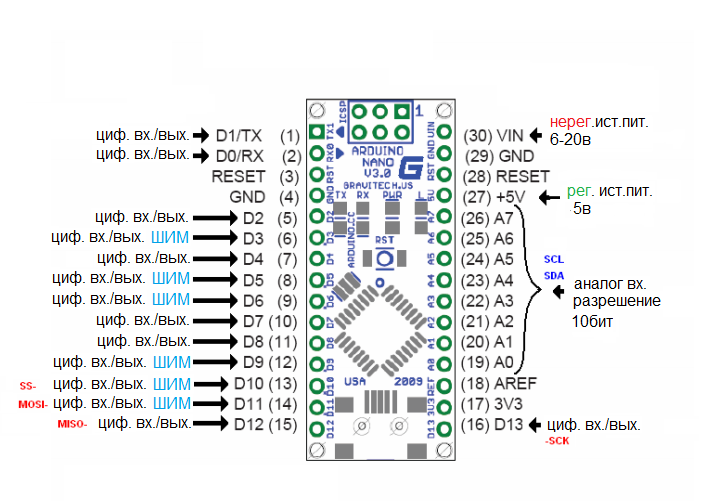 циф. вх./вых. D1/TX (1)
циф. вх./вых. D0/RX (2)
RESET (3)
GND (4)
циф. вх./вых. D2 (5)
циф. вх./вых. ШИМ D3 (6)
циф. вх./вых. D4 (7)
циф. вх./вых. ШИМ D5 (8)
циф. вх./вых. ШИМ D6 (9)
циф. вх./вых. D7 (10)
циф. вх./вых. D8 (11)
циф. вх./вых. ШИМ D9 (12)
SS- циф. вх./вых. ШИМ D10 (13)
MOSI- циф. вх./вых. ШИМ D11 (14)
MISO- циф. вх./вых. D12 (15)
ICSP
1
TX1
RX0
RST
GND
D2
D3
D4
D5
D6
D7
D8
D9
D10
D11
D12
ARDUINO
NANO
V3.0
G
GRAVITECH.US
TX RX PWR L
ARDUINO.CC
RST
USA 2009
VIN
GND
RST
5V
A7
A6
A5
A4
A3
A2
A1
A0
REF
3V3
D13
(30) VIN нерег.ист.пит.
6-20в
(29) GND
(28) RESET
(27) +5V рег. ист.пит.
5в
(26) A7
(25) A6
(24) A5 SCL
(23) A4 SDA
(22) A3
(21) A2
(20) A1
(19) A0
аналог вх.
разрешение
10бит
(18) AREF
(17) 3V3
(16) D13 циф. вх./вых.
-SCK